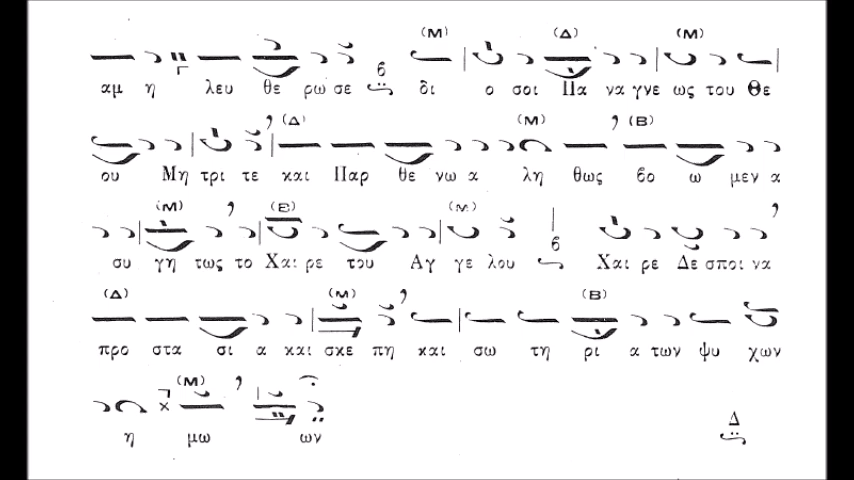 (Μ) (Δ) (Μ)
αμ η λευ θε ρω σε δι ο σοι Πα να γνε ως του Θε
(Δ) (Μ) (Β)
ου Μη τρι τε και Παρ θε νω α λη θως βο ω μεν α
(Μ) (Β) (Μ)
συ γη τως το Χαι ρε του Αγ γε λου Χαι ρε Δε σποι να
(Δ) (Μ) (Β)
προ στα σι α και σκε πη και σω τη ρι α των ψυ χων
(Μ)
η μω ων Δ